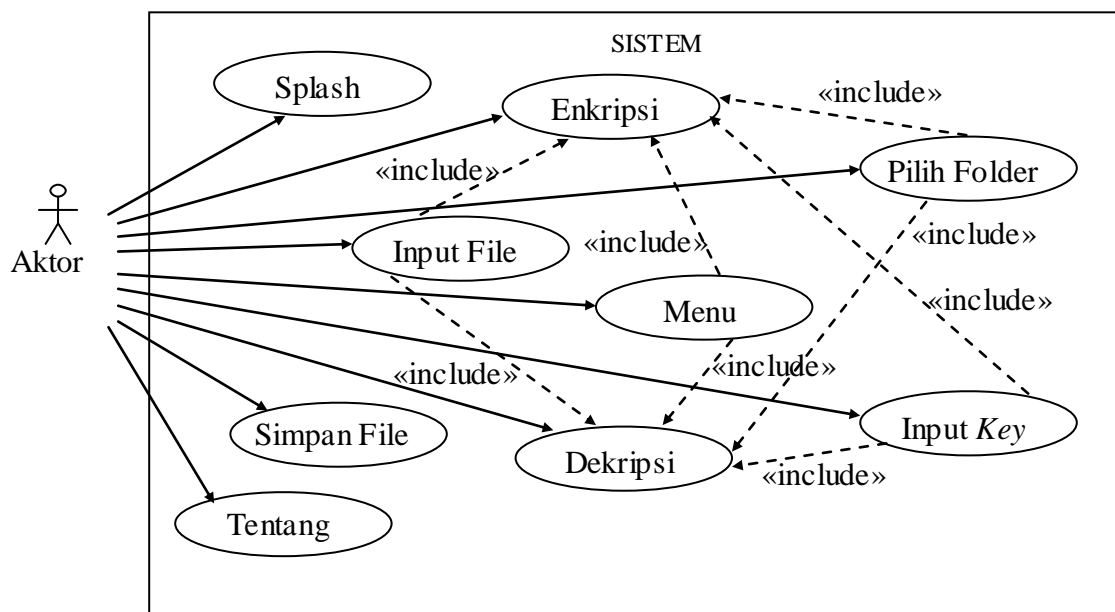 SISTEM
Splash
Enkripsi
«include»
Pilih Folder
«include»
Input File
«include»
«include»
Aktor
Menu
«include»
«include»
«include»
Simpan File
Dekripsi
Input Key
«include»
Tentang